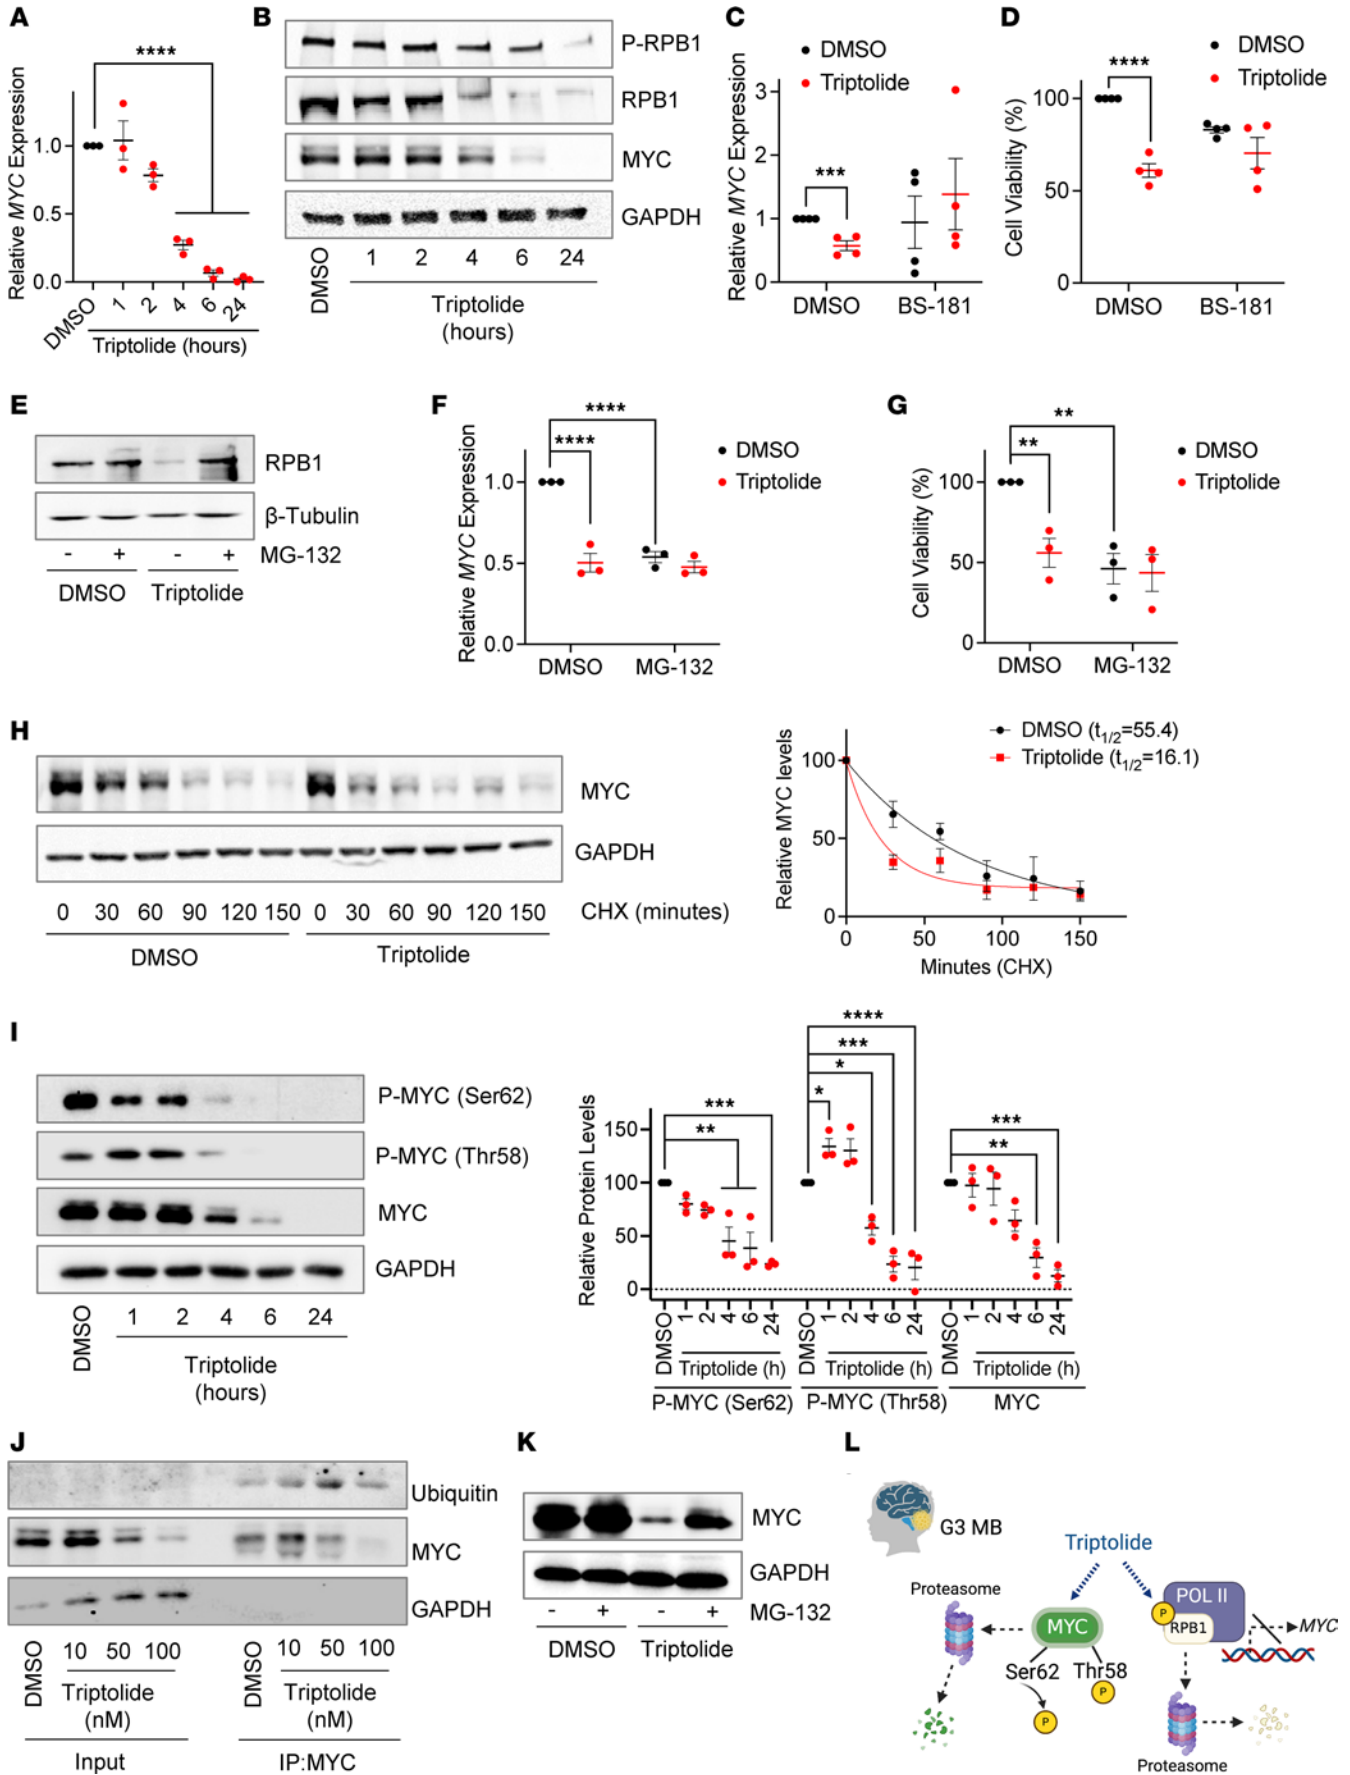 A
Relative MYC Expression
1.0
0.5
0.0
****
DMSO
1
2
4
6
24
Triptolide (hours)
B
P-RPB1
RPB1
MYC
GAPDH
DMSO
1 2 4 6 24
Triptolide
(hours)
C
DMSO
Triptolide
Relative MYC Expression
3
2
1
0
***
DMSO BS-181
D
DMSO
Triptolide
Cell Viability (%)
100
50
0
****
DMSO BS-181
E
RPB1
β-Tubulin
- + - + MG-132
DMSO Triptolide
F
Relative MYC Expression
1.0
0.5
0.0
****
****
DMSO
Triptolide
DMSO MG-132
G
Cell Viability (%)
100
50
0
**
**
DMSO
Triptolide
DMSO MG-132
H
MYC
GAPDH
0 30 60 90 120 150 0 30 60 90 120 150 CHX (minutes)
DMSO Triptolide
Relative MYC levels
100
50
0
DMSO (t1/2=55.4)
Triptolide (t1/2=16.1)
0 50 100 150
Minutes (CHX)
I
P-MYC (Ser62)
P-MYC (Thr58)
MYC
GAPDH
DMSO
1 2 4 6 24
Triptolide
(hours)
Relative Protein Levels
150
100
50
0
***
**
****
***
*
*
***
**
DMSO 1 2 4 6 24 DMSO 1 2 4 6 24 DMSO 1 2 4 6 24
Triptolide (h) Triptolide (h) Triptolide (h)
P-MYC (Ser62) P-MYC (Thr58) MYC
J
Ubiquitin
MYC
GAPDH
DMSO 10 50 100 DMSO 10 50 100
Triptolide Triptolide
(nM) (nM)
Input IP:MYC
K
MYC
GAPDH
- + - + MG-132
DMSO Triptolide
L
G3 MB
Triptolide
Proteasome
MYC
Ser62 Thr58
P
P
POL II
P
RPB1
MYC
Proteasome